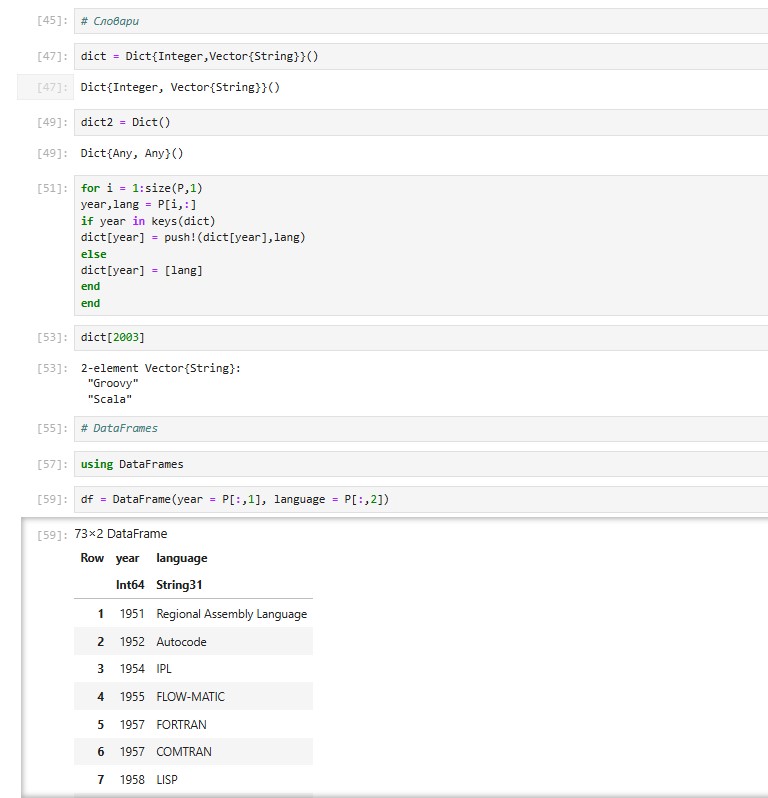 [45]: # Словари
[47]: dict = Dict{Integer,Vector{String}}()
[47]: Dict{Integer, Vector{String}}()
[49]: dict2 = Dict()
[49]: Dict{Any, Any}()
[51]: for i = 1:size(P,1)
year,lang = P[i,:]
if year in keys(dict)
dict[year] = push!(dict[year],lang)
else
dict[year] = [lang]
end
end
[53]: dict[2003]
[53]: 2-element Vector{String}:
"Groovy"
"Scala"
[55]: # DataFrames
[57]: using DataFrames
[59]: df = DataFrame(year = P[:,1], language = P[:,2])
[59]: 73×2 DataFrame
Row year language
Int64 String31
1 1951 Regional Assembly Language
2 1952 Autocode
3 1954 IPL
4 1955 FLOW-MATIC
5 1957 FORTRAN
6 1957 COMTRAN
7 1958 LISP